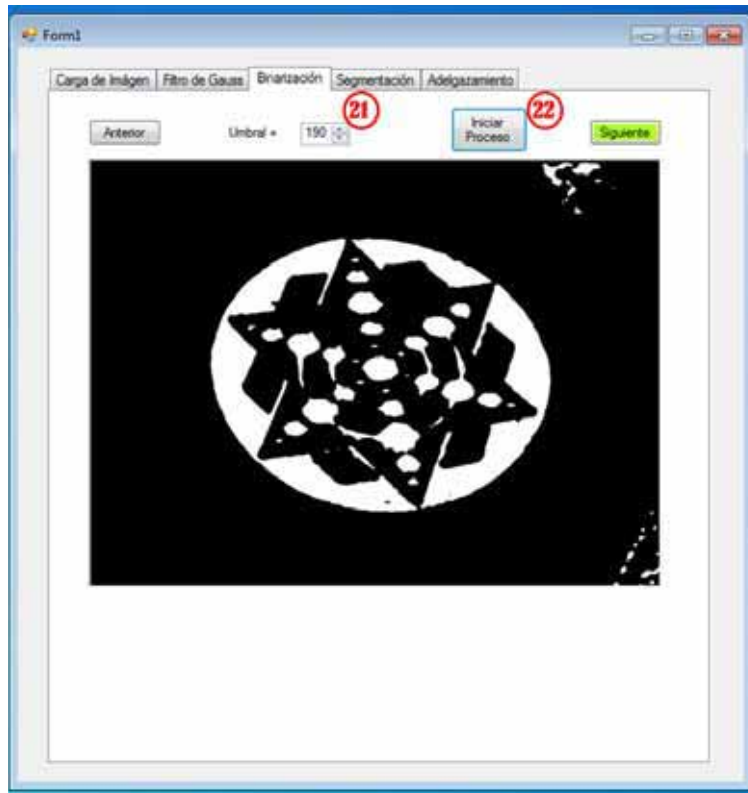 Form1
Carga de Imágen Filtro de Gauss Binarización Segmentación Adelgazamiento
21 22
Anterior Umbral = 190 Iniciar Proceso Siguiente